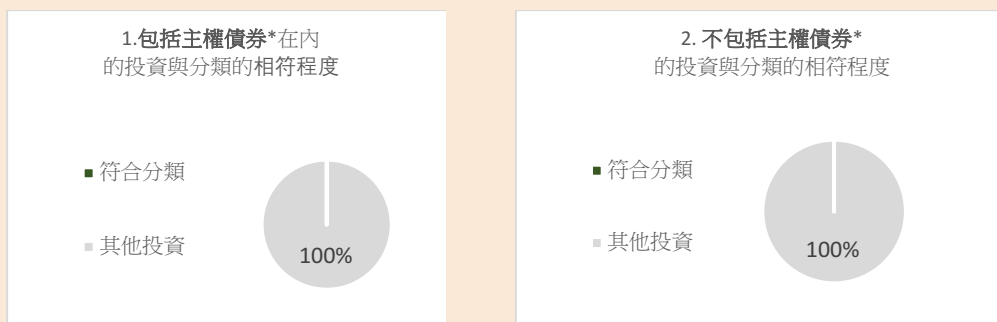 1.包括主權債券*在內
的投資與分類的相符程度
符合分類
其他投資
100%
2. 不包括主權債券*
的投資與分類的相符程度
符合分類
其他投資
100%